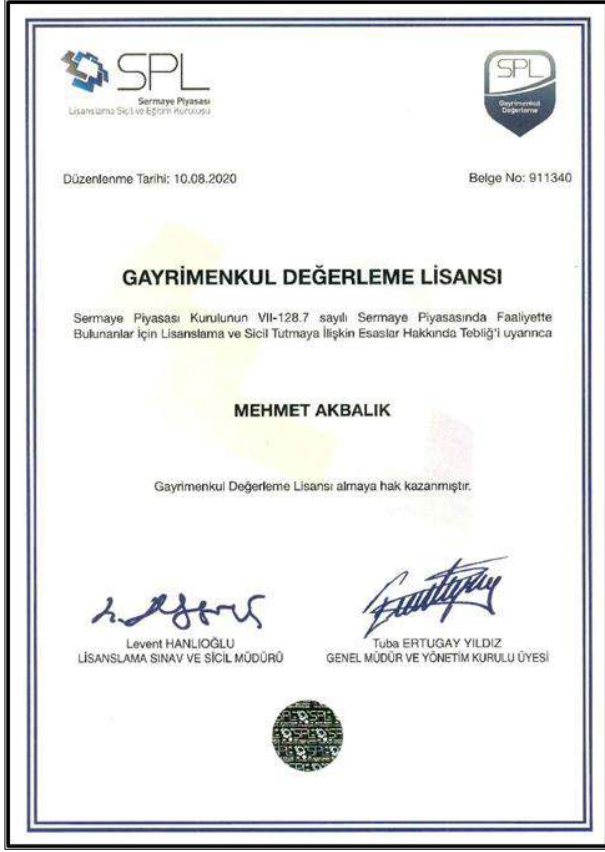 SPL
Sermaye Piyasası
Lisanslama Sicil ve Eğitim Kuruluşu
SPL
Gayrimenkul
Değerleme
Düzenlenme Tarihi: 10.08.2020
Belge No: 911340
GAYRİMENKUL DEĞERLEME LİSANSI
Sermaye Piyasası Kurulunun VII-128.7 sayılı Sermaye Piyasasında Faaliyette
Bulunanlar İçin Lisanslama ve Sicil Tutmaya İlişkin Esaslar Hakkında Tebliğ'i uyarınca
MEHMET AKBALIK
Gayrimenkul Değerleme Lisansı almaya hak kazanmıştır.
Levent HANLIOĞLU
LİSANSLAMA SINAV VE SİCİL MÜDÜRÜ
Tuba ERTUGAY YILDIZ
GENEL MÜDÜR VE YÖNETİM KURULU ÜYESİ